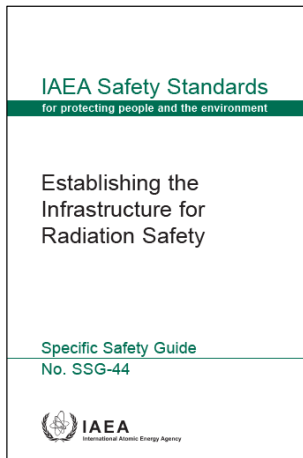 IAEA Safety Standards
for protecting people and the environment
Establishing the
Infrastructure for
Radiation Safety
Specific Safety Guide
No. SSG-44
IAEA
International Atomic Energy Agency